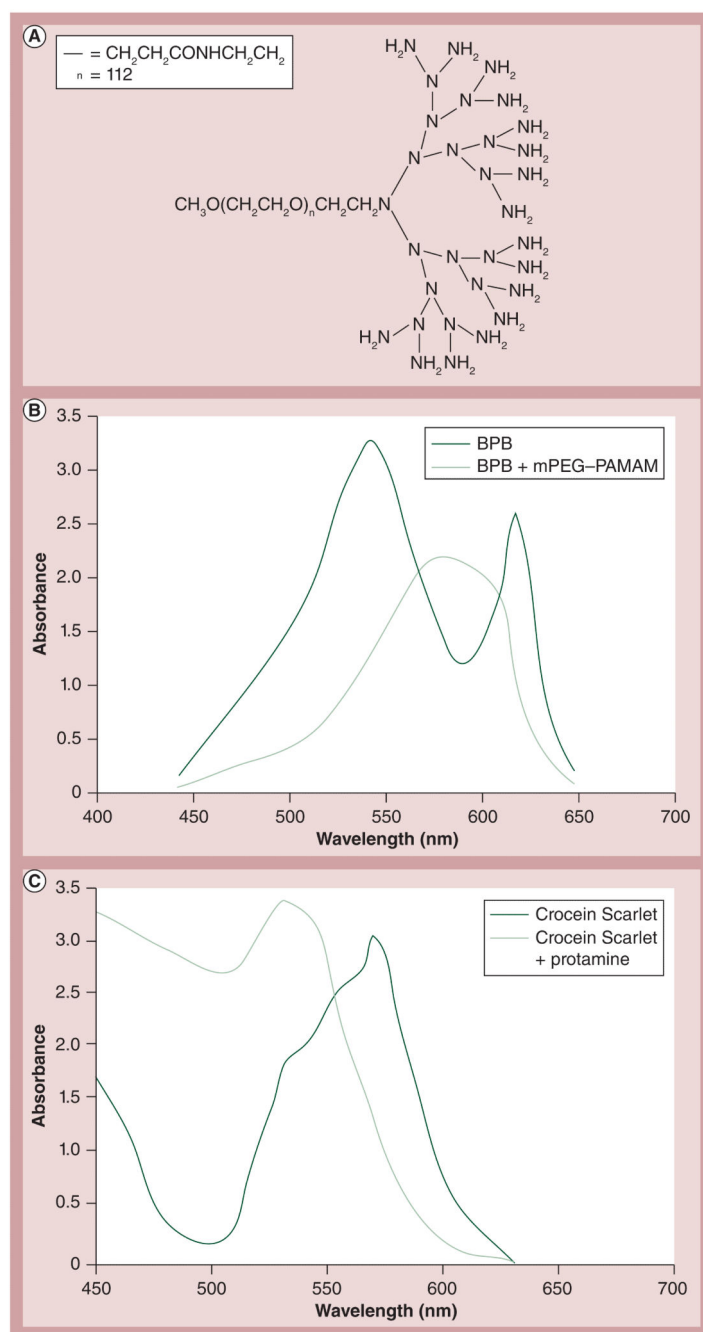 A
— = CH₂CH₂CONHCH₂CH₂
n = 112
H₂N NH₂
NH₂
N N NH₂
N
NH₂
N N N NH₂
N NH₂
NH₂
CH₃O(CH₂CH₂O)ₙCH₂CH₂N
NH₂
N N N NH₂
N NH₂
N
NH₂
H₂N N N NH₂
H₂N NH₂
B
3.5
3.0
2.5
2.0
1.5
1.0
0.5
0
Absorbance
BPB
BPB + mPEG–PAMAM
400 450 500 550 600 650 700
Wavelength (nm)
C
3.5
3.0
2.5
2.0
1.5
1.0
0.5
0
Absorbance
Crocein Scarlet
Crocein Scarlet
+ protamine
450 500 550 600 650 700
Wavelength (nm)